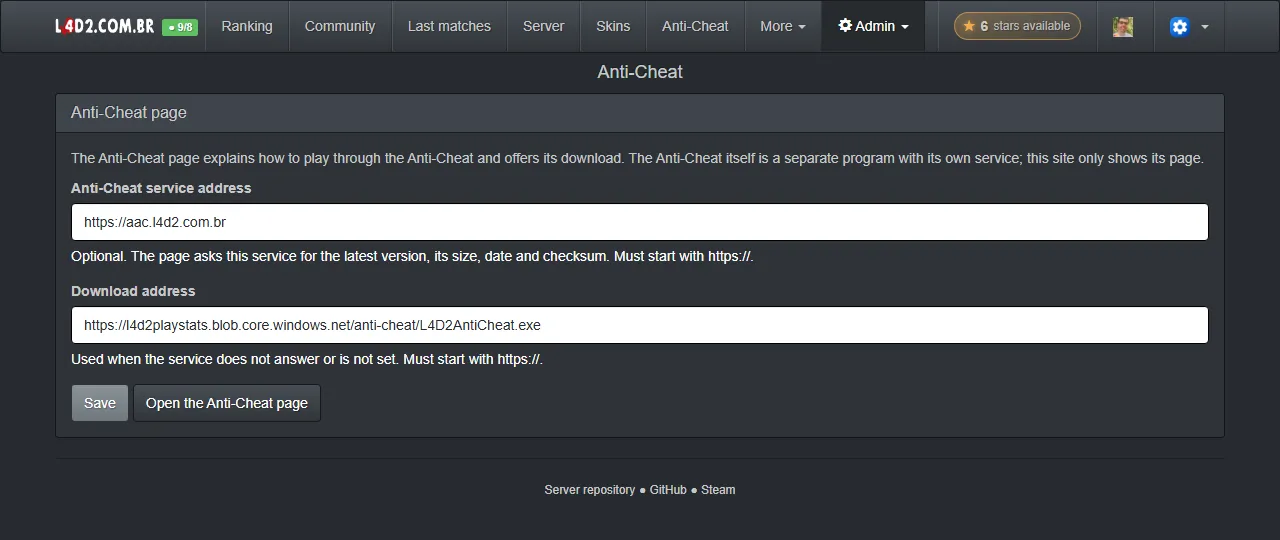 L4D2.COM.BR ● 9/8 Ranking Community Last matches Server Skins Anti-Cheat More Admin 6 stars available
Anti-Cheat
Anti-Cheat page
The Anti-Cheat page explains how to play through the Anti-Cheat and offers its download. The Anti-Cheat itself is a separate program with its own service; this site only shows its page.
Anti-Cheat service address
https://aac.l4d2.com.br
Optional. The page asks this service for the latest version, its size, date and checksum. Must start with https://.
Download address
https://l4d2playstats.blob.core.windows.net/anti-cheat/L4D2AntiCheat.exe
Used when the service does not answer or is not set. Must start with https://.
Save Open the Anti-Cheat page
Server repository ● GitHub ● Steam